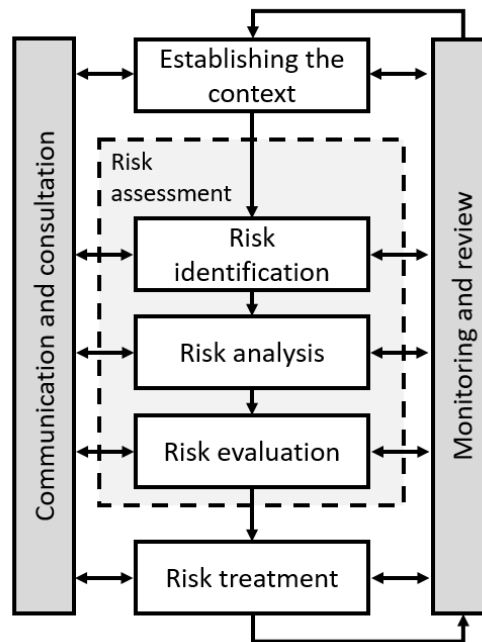 Communication and consultation
Establishing the
context
Risk
assessment
Risk
identification
Risk analysis
Risk evaluation
Risk treatment
Monitoring and review